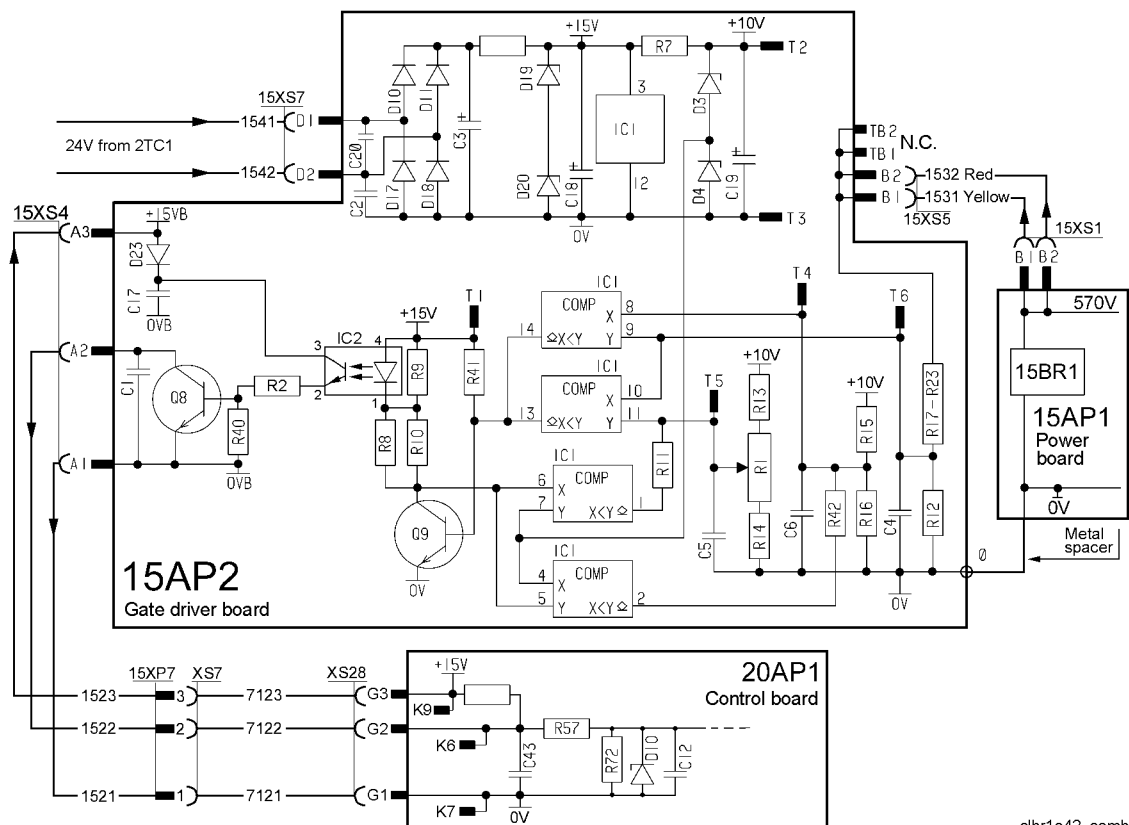 +15V
+10V
T2
R7
D19
D10
D11
D3
3
IC1
12
C3
+
+
+
D20
C18
D4
C19
D17
D18
C20
C2
0V
T3
15XS7
1541
D1
24V from 2TC1
1542
D2
TB2
N.C.
TB1
B2
1532 Red
B1
1531 Yellow
15XS5
15XS1
B1
B2
570V
15BR1
15AP1
Power
board
0V
Metal
spacer
15XS4
A3
+15VB
D23
C17
0VB
A2
C1
Q8
R2
R40
0VB
A1
IC2
3
4
2
1
+15V
R9
R8
R10
Q9
0V
T1
R41
IC1
COMP
X
8
14
Ω X<Y
Y
9
IC1
COMP
X
10
13
Ω X<Y
Y
11
IC1
6
X
COMP
7
Y
X<Y Ω
1
IC1
4
X
COMP
5
Y
X<Y Ω
2
R11
T5
+10V
R13
R1
R14
C5
T4
C6
R42
+10V
R15
R16
T6
C4
R17-R23
R12
0V
0
15AP2
Gate driver board
15XP7
XS7
XS28
1523
3
7123
G3
1522
2
7122
G2
1521
1
7121
G1
20AP1
Control board
+15V
K9
K6
K7
C43
R57
R72
D10
C12
0V